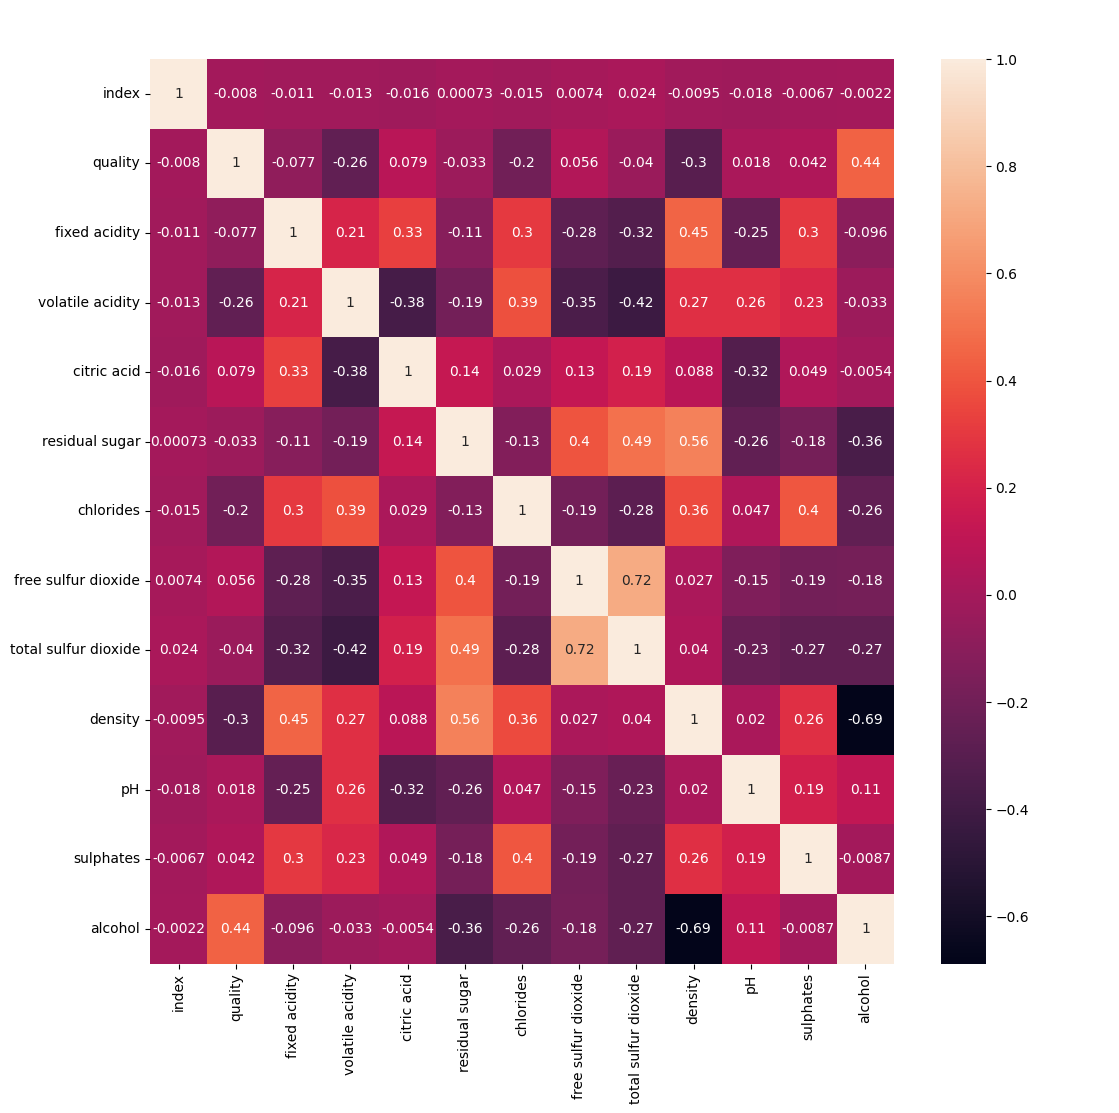 index 1 -0.008 -0.011 -0.013 -0.016 0.00073 -0.015 0.0074 0.024 -0.0095 -0.018 -0.0067 -0.0022
quality -0.008 1 -0.077 -0.26 0.079 -0.033 -0.2 0.056 -0.04 -0.3 0.018 0.042 0.44
fixed acidity -0.011 -0.077 1 0.21 0.33 -0.11 0.3 -0.28 -0.32 0.45 -0.25 0.3 -0.096
volatile acidity -0.013 -0.26 0.21 1 -0.38 -0.19 0.39 -0.35 -0.42 0.27 0.26 0.23 -0.033
citric acid -0.016 0.079 0.33 -0.38 1 0.14 0.029 0.13 0.19 0.088 -0.32 0.049 -0.0054
residual sugar 0.00073 -0.033 -0.11 -0.19 0.14 1 -0.13 0.4 0.49 0.56 -0.26 -0.18 -0.36
chlorides -0.015 -0.2 0.3 0.39 0.029 -0.13 1 -0.19 -0.28 0.36 0.047 0.4 -0.26
free sulfur dioxide 0.0074 0.056 -0.28 -0.35 0.13 0.4 -0.19 1 0.72 0.027 -0.15 -0.19 -0.18
total sulfur dioxide 0.024 -0.04 -0.32 -0.42 0.19 0.49 -0.28 0.72 1 0.04 -0.23 -0.27 -0.27
density -0.0095 -0.3 0.45 0.27 0.088 0.56 0.36 0.027 0.04 1 0.02 0.26 -0.69
pH -0.018 0.018 -0.25 0.26 -0.32 -0.26 0.047 -0.15 -0.23 0.02 1 0.19 0.11
sulphates -0.0067 0.042 0.3 0.23 0.049 -0.18 0.4 -0.19 -0.27 0.26 0.19 1 -0.0087
alcohol -0.0022 0.44 -0.096 -0.033 -0.0054 -0.36 -0.26 -0.18 -0.27 -0.69 0.11 -0.0087 1
index
quality
fixed acidity
volatile acidity
citric acid
residual sugar
chlorides
free sulfur dioxide
total sulfur dioxide
density
pH
sulphates
alcohol
1.0
0.8
0.6
0.4
0.2
0.0
−0.2
−0.4
−0.6